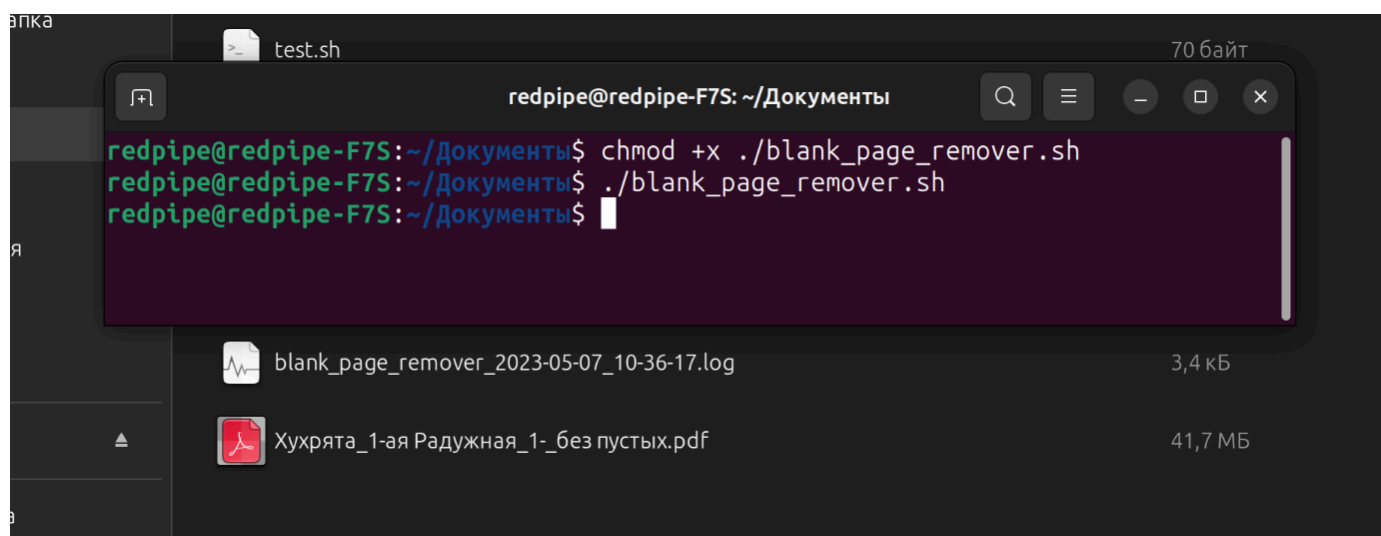 апка
test.sh 70 байт
redpipe@redpipe-F7S: ~/Документы
redpipe@redpipe-F7S:~/Документы$ chmod +x ./blank_page_remover.sh
redpipe@redpipe-F7S:~/Документы$ ./blank_page_remover.sh
redpipe@redpipe-F7S:~/Документы$
я
blank_page_remover_2023-05-07_10-36-17.log 3,4 кБ
Хухрята_1-ая Радужная_1-_без пустых.pdf 41,7 МБ
а